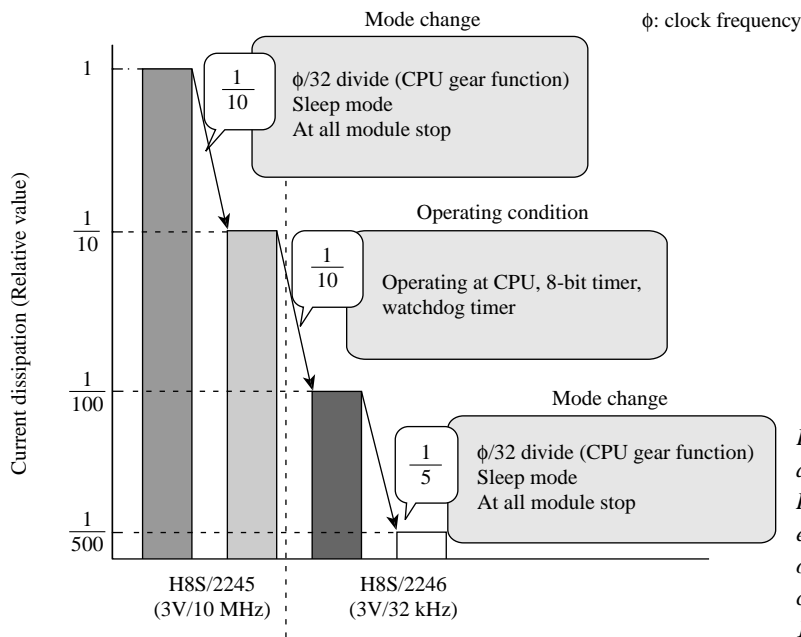 Mode change
φ: clock frequency
1
1
10
φ/32 divide (CPU gear function)
Sleep mode
At all module stop
Current dissipation (Relative value)
1
10
Operating condition
1
10
Operating at CPU, 8-bit timer,
watchdog timer
1
100
Mode change
1
5
φ/32 divide (CPU gear function)
Sleep mode
At all module stop
1
500
H8S/2245
(3V/10 MHz)
H8S/2246
(3V/32 kHz)